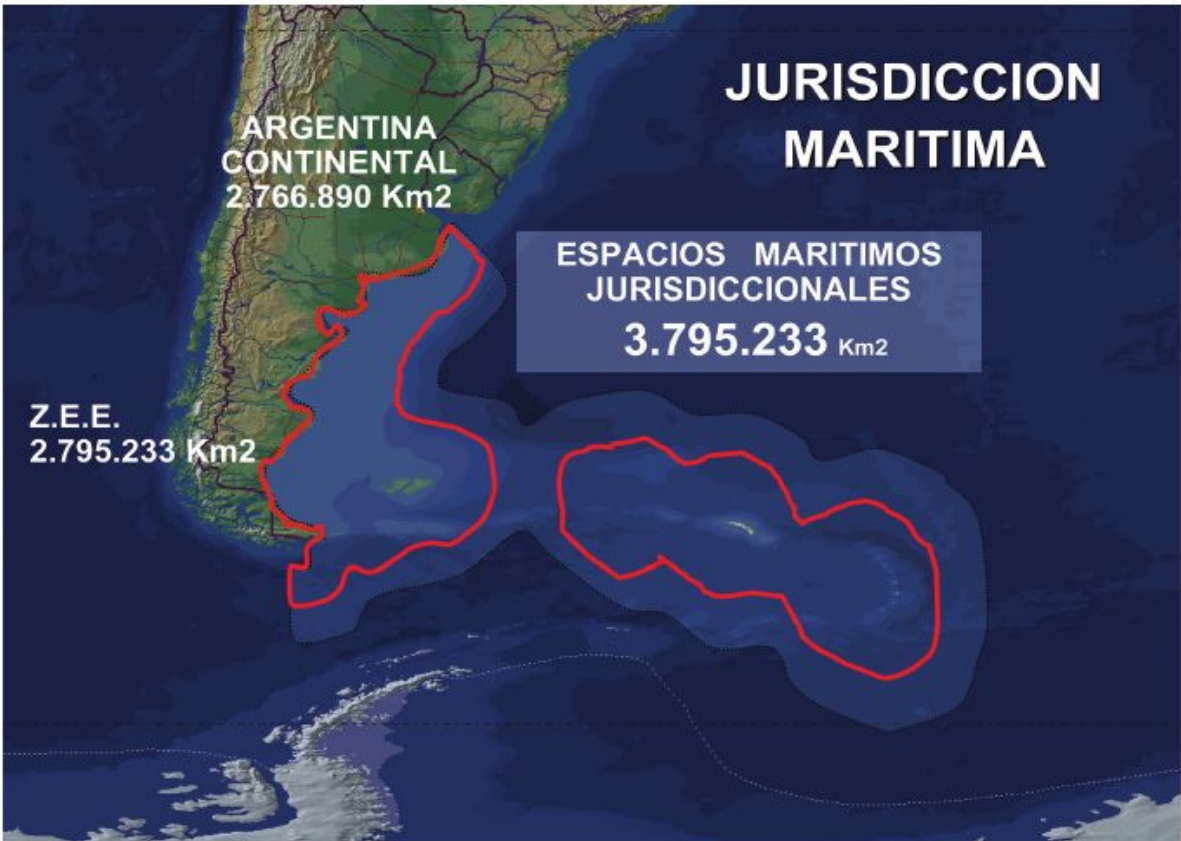 JURISDICCION
MARITIMA
ARGENTINA
CONTINENTAL
2.766.890 Km2
ESPACIOS MARITIMOS
JURISDICCIONALES
3.795.233 Km2
Z.E.E.
2.795.233 Km2